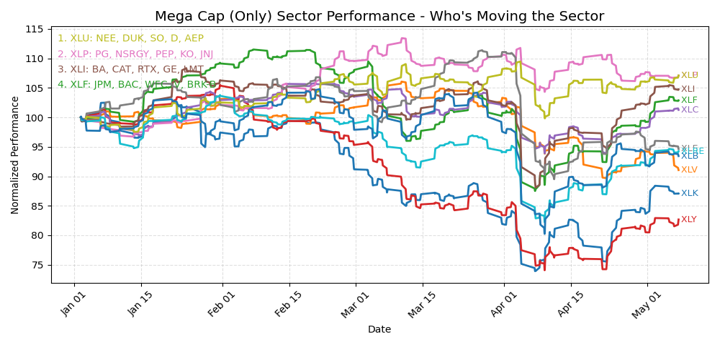 Mega Cap (Only) Sector Performance - Who's Moving the Sector
1. XLU: NEE, DUK, SO, D, AEP
2. XLP: PG, NSRGY, PEP, KO, JNJ
3. XLI: BA, CAT, RTX, GE, LMT
4. XLF: JPM, BAC, WFC, C, BRK-B
Normalized Performance
115
110
105
100
95
90
85
80
75
XLP
XLI
XLF
XLC
XLB
XLV
XLK
XLY
Jan 01
Jan 15
Feb 01
Feb 15
Mar 01
Mar 15
Apr 01
Apr 15
May 01
Date